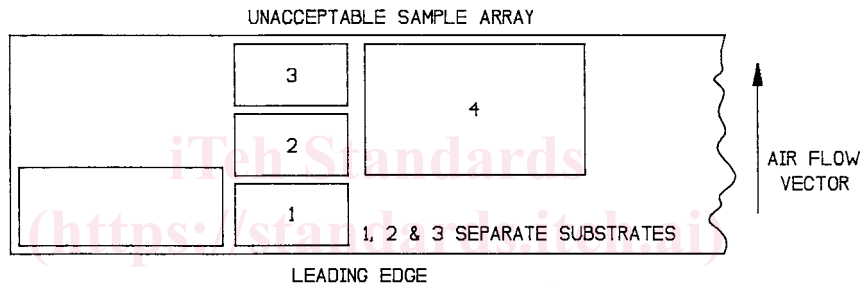 UNACCEPTABLE SAMPLE ARRAY
3
4
2
iTeh Standards
AIR FLOW
VECTOR
1
1, 2 & 3 SEPARATE SUBSTRATES
(https://standards.iteh.ai)
LEADING EDGE